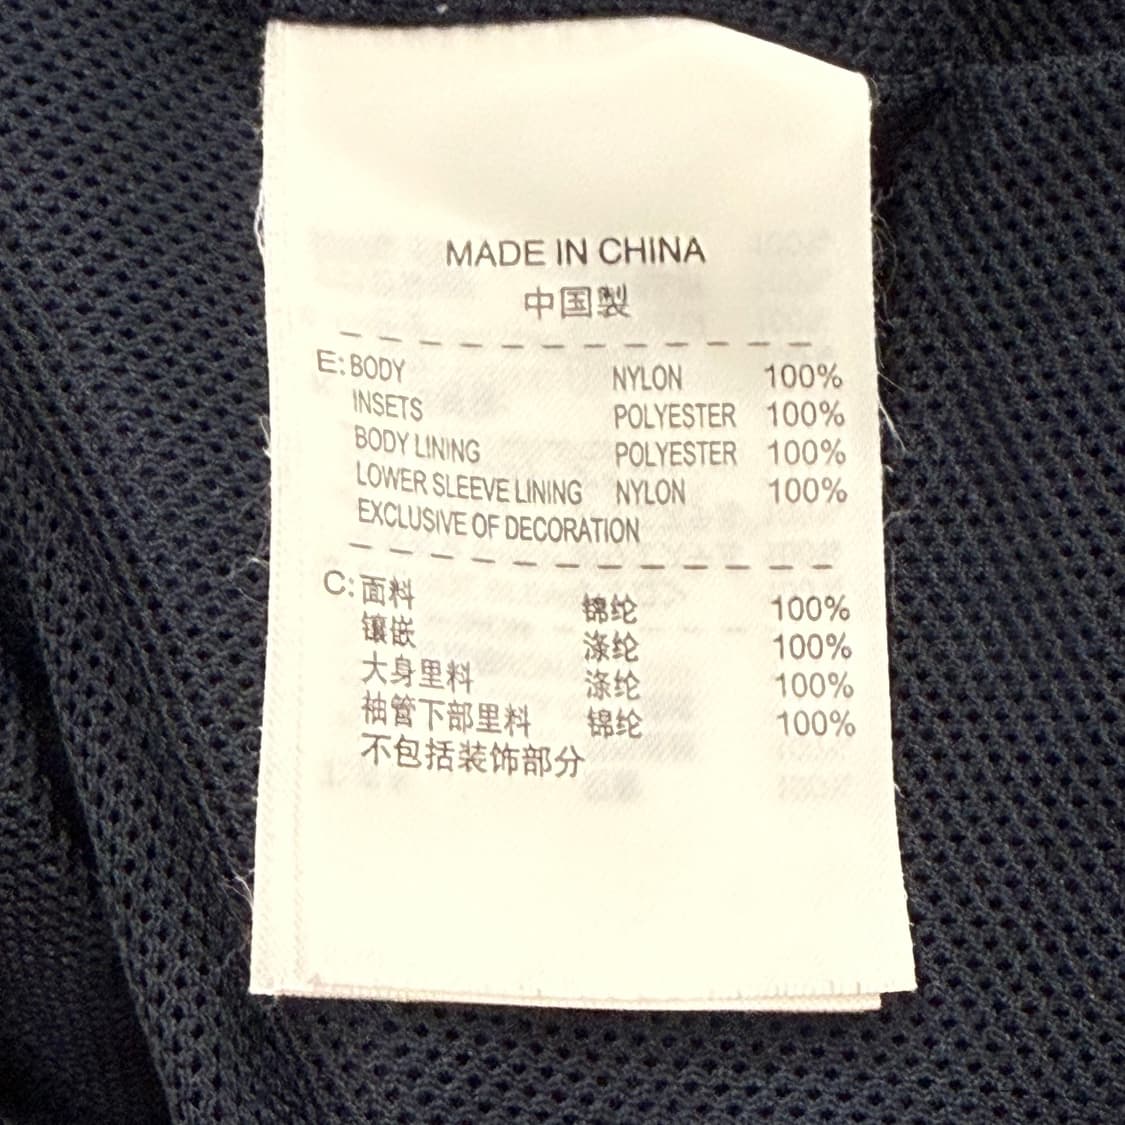 MADE IN CHINA
中国製
E: BODY NYLON 100%
INSETS POLYESTER 100%
BODY LINING POLYESTER 100%
LOWER SLEEVE LINING NYLON 100%
EXCLUSIVE OF DECORATION
C: 面料 锦纶 100%
镶嵌 涤纶 100%
大身里料 涤纶 100%
袖管下部里料 锦纶 100%
不包括装饰部分